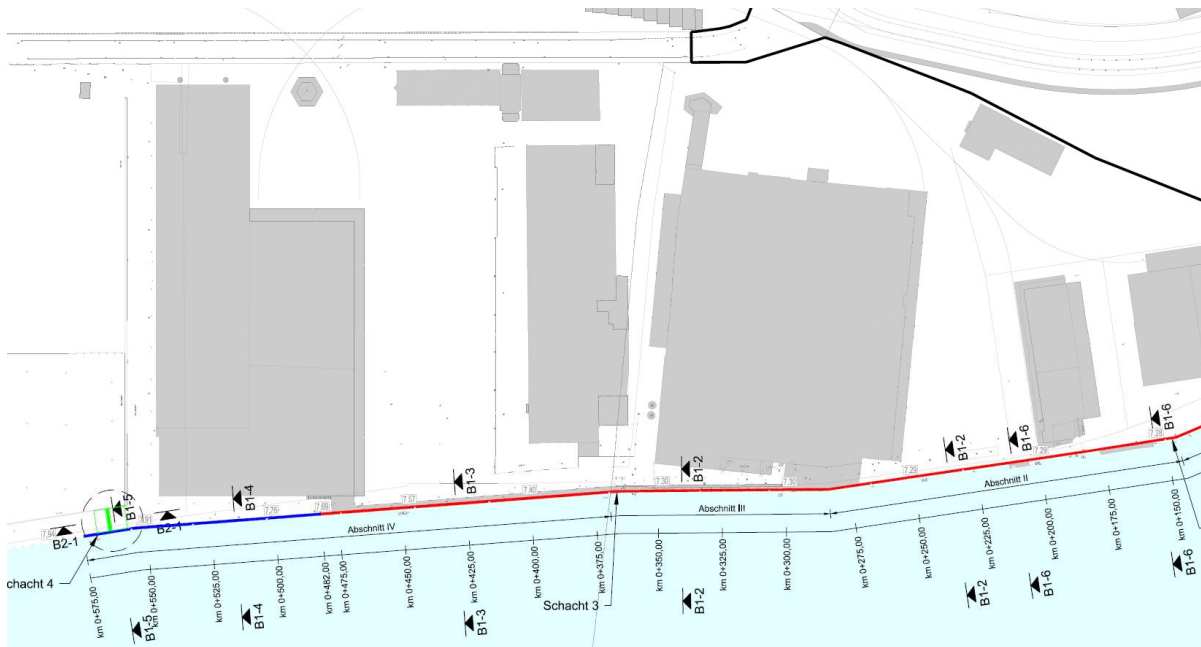 B1-6
7.28
B1-2
B1-6
7.29
7.29
B1-2
7.30
7.30
B1-3
7.40
7.57
B1-4
7.69
7.76
B1-5
7.91
B2-1
7.94
B2-1
Abschnitt II
Abschnitt III
Abschnitt IV
chacht 4
Schacht 3
km 0+575,00
km 0+550,00
km 0+525,00
km 0+500,00
km 0+482,00
km 0+475,00
km 0+450,00
km 0+425,00
km 0+400,00
km 0+375,00
km 0+350,00
km 0+325,00
km 0+300,00
km 0+275,00
km 0+250,00
km 0+225,00
km 0+200,00
km 0+175,00
km 0+150,00
B1-5
B1-4
B1-3
B1-2
B1-2
B1-6
B1-6